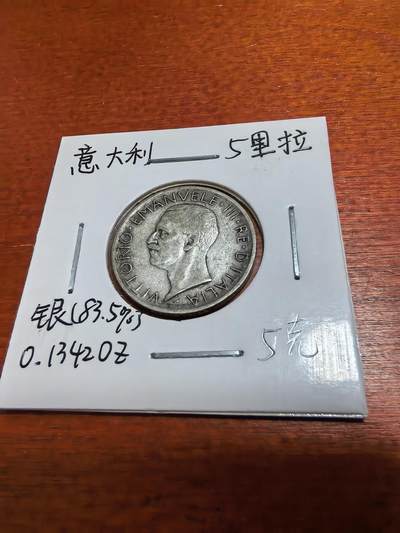 意大利 5里拉
VITTORIO·EMANVELE·III·RE·D'ITALIA
银(83.5%)
0.1342OZ
5克